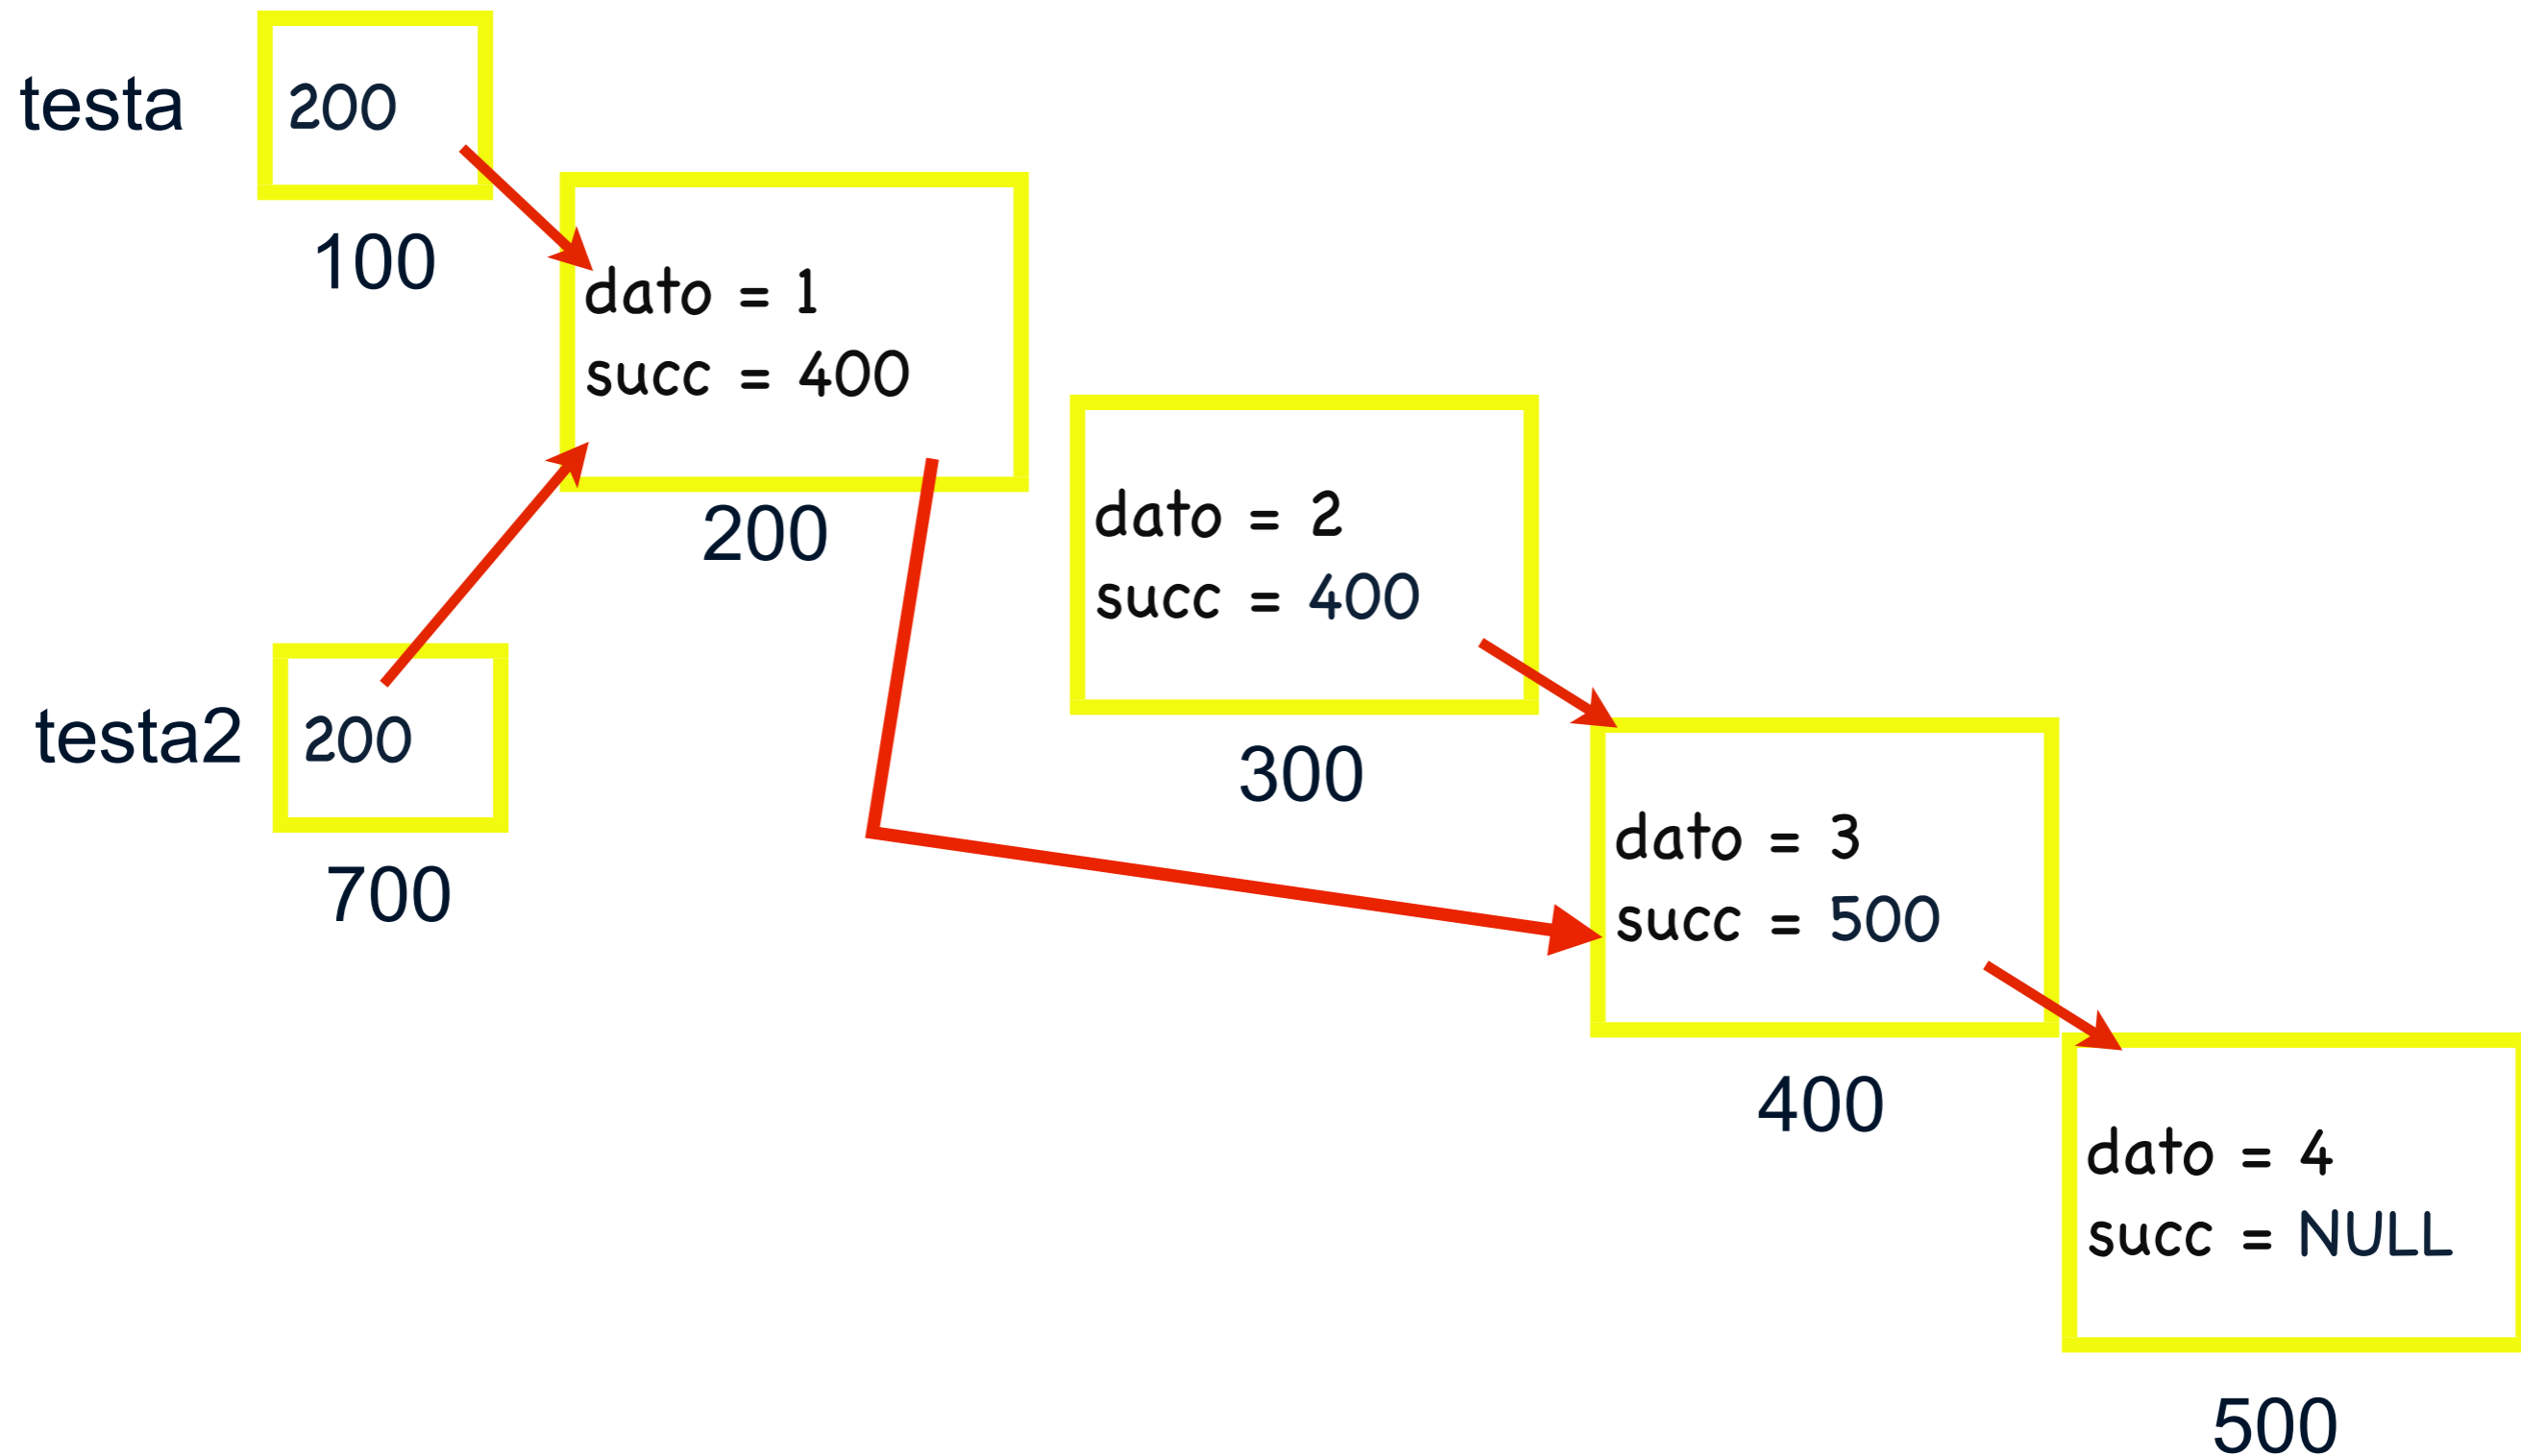 testa
200
100
dato = 1
succ = 400
200
dato = 2
succ = 400
300
testa2
200
700
dato = 3
succ = 500
400
dato = 4
succ = NULL
500